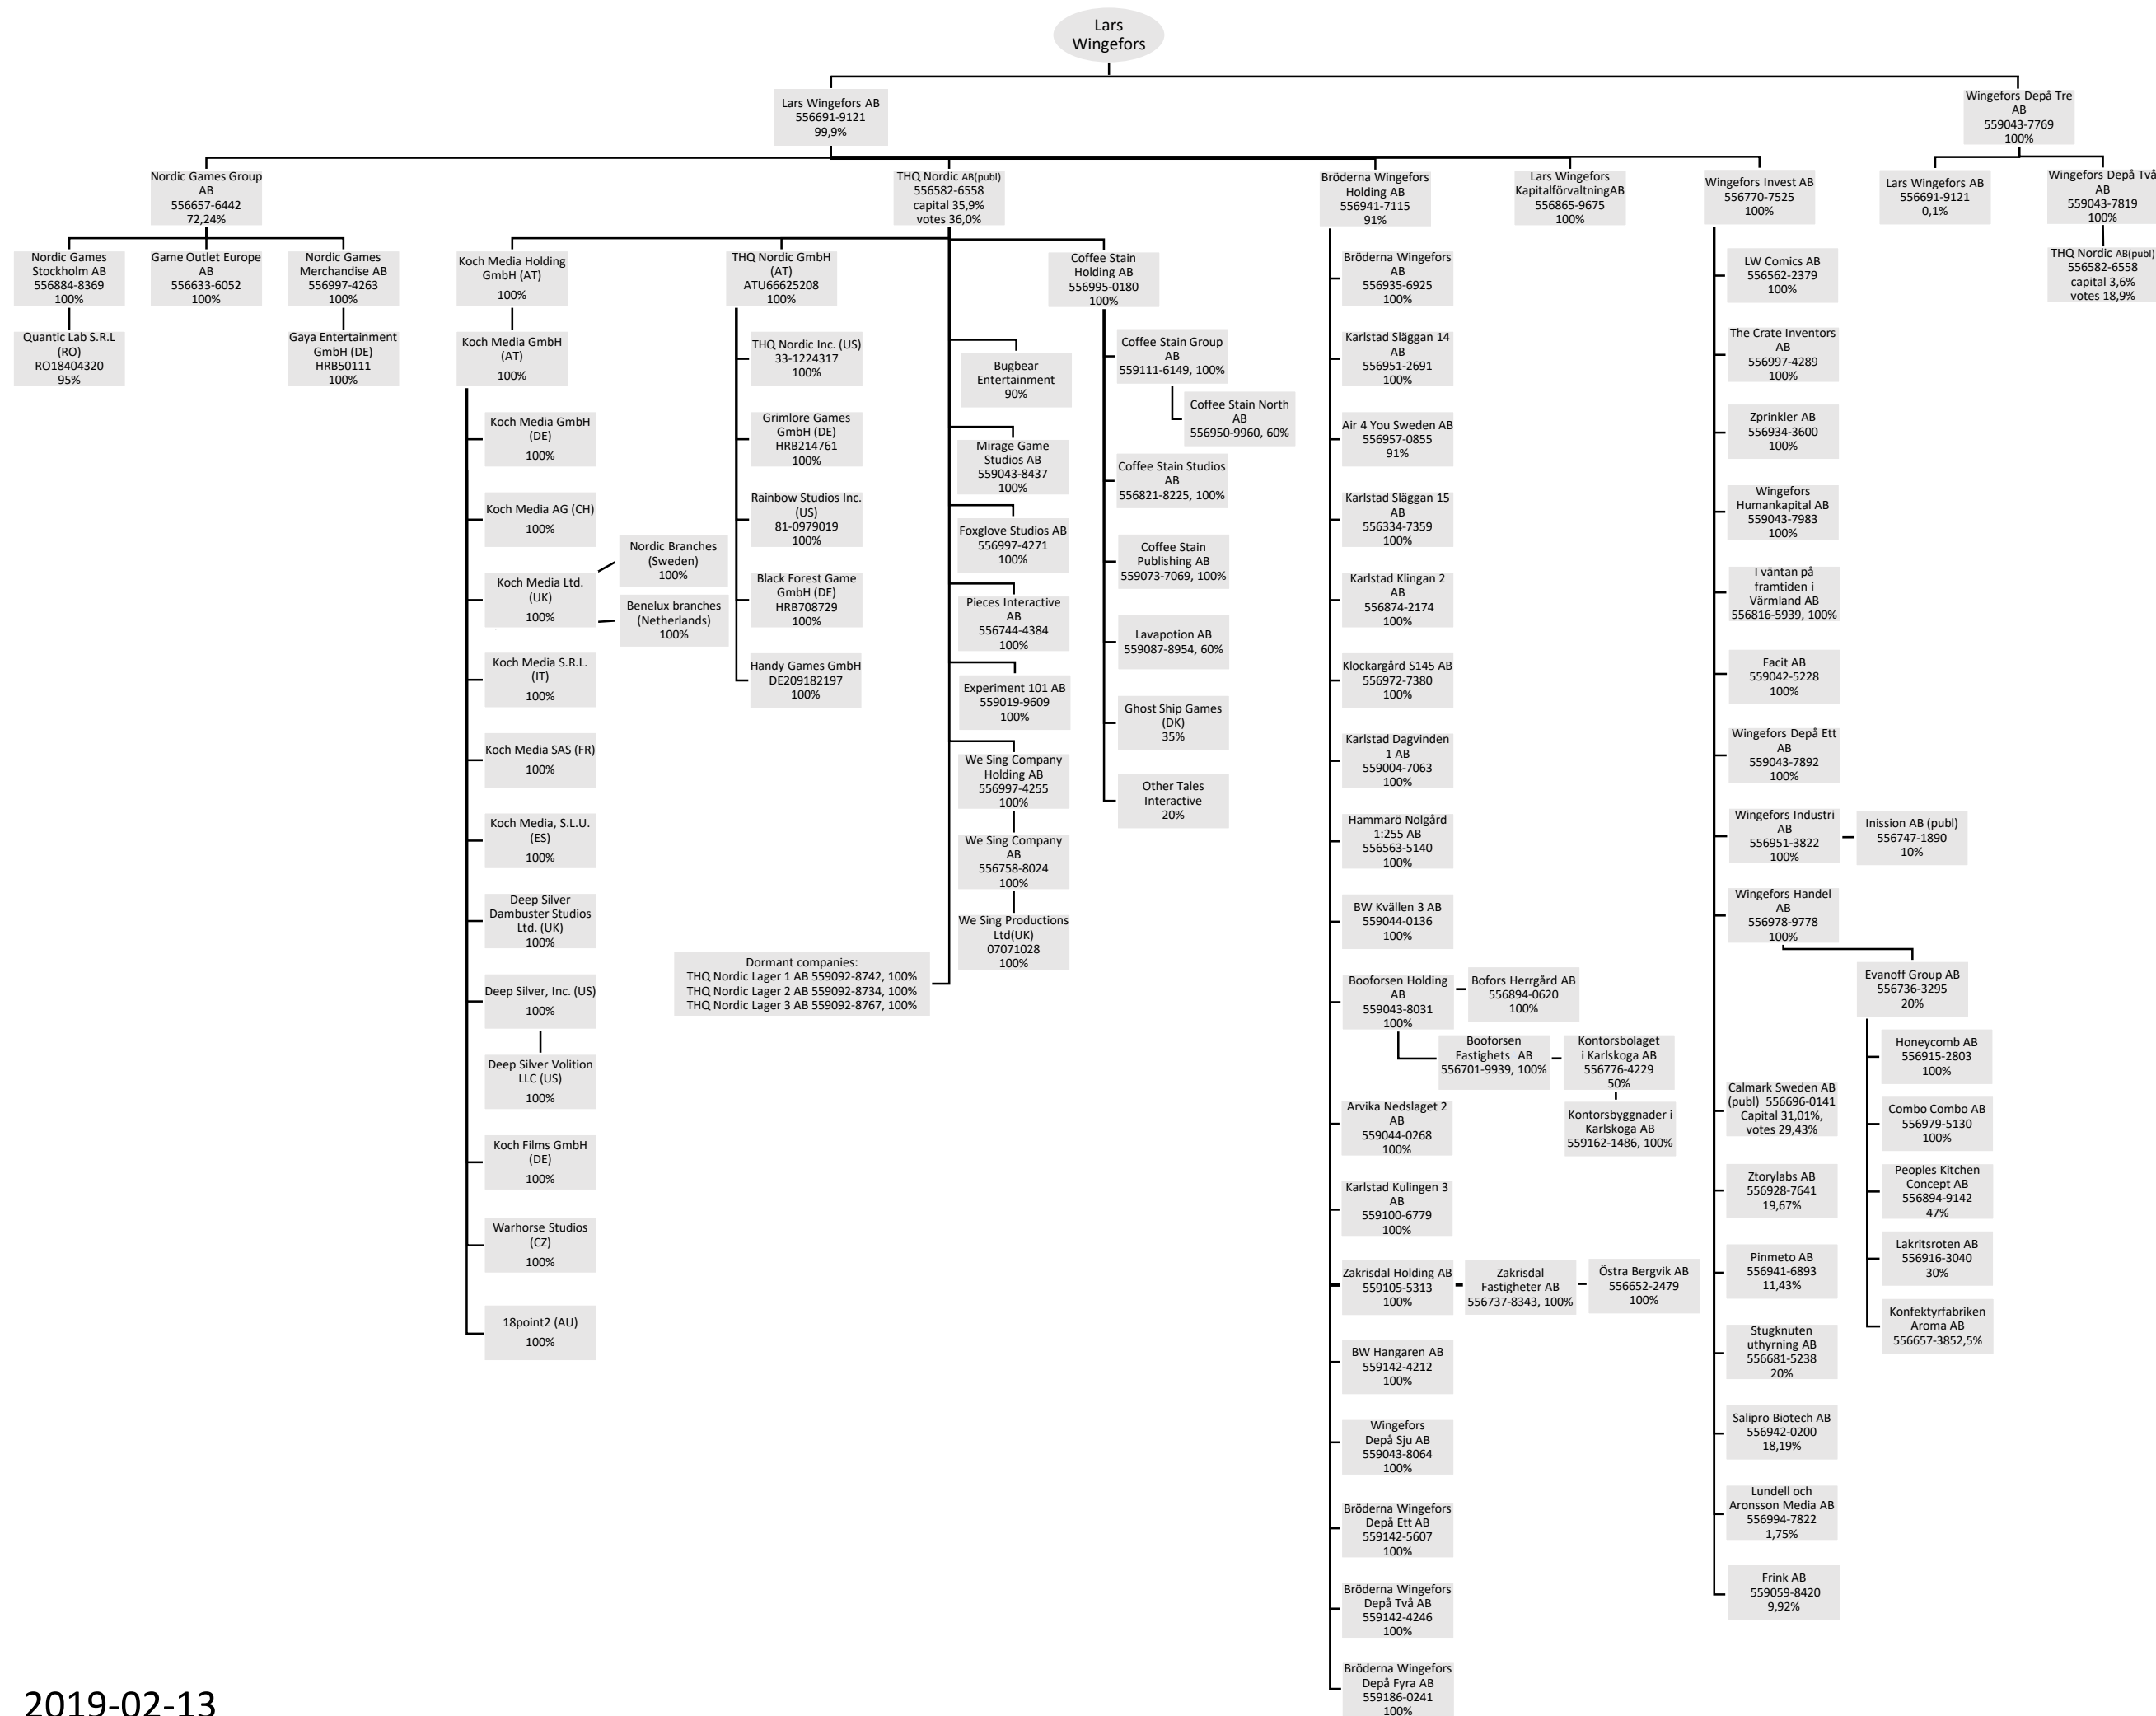 Lars
Wingefors
Lars Wingefors AB
556691-9121
99,9%
Wingefors Depå Tre
AB
559043-7769
100%
Nordic Games Group
AB
556657-6442
72,24%
THQ Nordic AB(publ)
556582-6558
capital 35,9%
votes 36,0%
Bröderna Wingefors
Holding AB
556941-7115
91%
Lars Wingefors
KapitalförvaltningAB
556865-9675
100%
Wingefors Invest AB
556770-7525
100%
Lars Wingefors AB
556691-9121
0,1%
Wingefors Depå Två
AB
559043-7819
100%
THQ Nordic AB(publ)
556582-6558
capital 3,6%
votes 18,9%
Nordic Games
Stockholm AB
556884-8369
100%
Game Outlet Europe
AB
556633-6052
100%
Nordic Games
Merchandise AB
556997-4263
100%
Quantic Lab S.R.L
(RO)
RO18404320
95%
Gaya Entertainment
GmbH (DE)
HRB50111
100%
Koch Media Holding
GmbH (AT)
100%
Koch Media GmbH
(AT)
100%
Koch Media GmbH
(DE)
100%
Koch Media AG (CH)
100%
Koch Media Ltd.
(UK)
100%
Nordic Branches
(Sweden)
100%
Benelux branches
(Netherlands)
100%
Koch Media S.R.L.
(IT)
100%
Koch Media SAS (FR)
100%
Koch Media, S.L.U.
(ES)
100%
Deep Silver
Dambuster Studios
Ltd. (UK)
100%
Deep Silver, Inc. (US)
100%
Deep Silver Volition
LLC (US)
100%
Koch Films GmbH
(DE)
100%
Warhorse Studios
(CZ)
100%
18point2 (AU)
100%
THQ Nordic GmbH
(AT)
ATU66625208
100%
THQ Nordic Inc. (US)
33-1224317
100%
Grimlore Games
GmbH (DE)
HRB214761
100%
Rainbow Studios Inc.
(US)
81-0979019
100%
Black Forest Game
GmbH (DE)
HRB708729
100%
Handy Games GmbH
DE209182197
100%
Bugbear
Entertainment
90%
Mirage Game
Studios AB
559043-8437
100%
Foxglove Studios AB
556997-4271
100%
Pieces Interactive
AB
556744-4384
100%
Experiment 101 AB
559019-9609
100%
We Sing Company
Holding AB
556997-4255
100%
We Sing Company
AB
556758-8024
100%
We Sing Productions
Ltd(UK)
07071028
100%
Dormant companies:
THQ Nordic Lager 1 AB 559092-8742, 100%
THQ Nordic Lager 2 AB 559092-8734, 100%
THQ Nordic Lager 3 AB 559092-8767, 100%
Coffee Stain
Holding AB
556995-0180
100%
Coffee Stain Group
AB
559111-6149, 100%
Coffee Stain North
AB
556950-9960, 60%
Coffee Stain Studios
AB
556821-8225, 100%
Coffee Stain
Publishing AB
559073-7069, 100%
Lavapotion AB
559087-8954, 60%
Ghost Ship Games
(DK)
35%
Other Tales
Interactive
20%
Bröderna Wingefors
AB
556935-6925
100%
Karlstad Släggan 14
AB
556951-2691
100%
Air 4 You Sweden AB
556957-0855
91%
Karlstad Släggan 15
AB
556334-7359
100%
Karlstad Klingan 2
AB
556874-2174
100%
Klockargård S145 AB
556972-7380
100%
Karlstad Dagvinden
1 AB
559004-7063
100%
Hammarö Nolgård
1:255 AB
556563-5140
100%
BW Kvällen 3 AB
559044-0136
100%
Booforsen Holding
AB
559043-8031
100%
Bofors Herrgård AB
556894-0620
100%
Booforsen
Fastighets AB
556701-9939, 100%
Kontorsbolaget
i Karlskoga AB
556776-4229
50%
Kontorsbyggnader i
Karlskoga AB
559162-1486, 100%
Arvika Nedslaget 2
AB
559044-0268
100%
Karlstad Kulingen 3
AB
559100-6779
100%
Zakrisdal Holding AB
559105-5313
100%
Zakrisdal
Fastigheter AB
556737-8343, 100%
Östra Bergvik AB
556652-2479
100%
BW Hangaren AB
559142-4212
100%
Wingefors
Depå Sju AB
559043-8064
100%
Bröderna Wingefors
Depå Ett AB
559142-5607
100%
Bröderna Wingefors
Depå Två AB
559142-4246
100%
Bröderna Wingefors
Depå Fyra AB
559186-0241
100%
LW Comics AB
556562-2379
100%
The Crate Inventors
AB
556997-4289
100%
Zprinkler AB
556934-3600
100%
Wingefors
Humankapital AB
559043-7983
100%
I väntan på
framtiden i
Värmland AB
556816-5939, 100%
Facit AB
559042-5228
100%
Wingefors Depå Ett
AB
559043-7892
100%
Wingefors Industri
AB
556951-3822
100%
Inission AB (publ)
556747-1890
10%
Wingefors Handel
AB
556978-9778
100%
Evanoff Group AB
556736-3295
20%
Honeycomb AB
556915-2803
100%
Combo Combo AB
556979-5130
100%
Peoples Kitchen
Concept AB
556894-9142
47%
Lakritsroten AB
556916-3040
30%
Konfektyrfabriken
Aroma AB
556657-3852,5%
Calmark Sweden AB
(publ) 556696-0141
Capital 31,01%,
votes 29,43%
Ztorylabs AB
556928-7641
19,67%
Pinmeto AB
556941-6893
11,43%
Stugknuten
uthyrning AB
556681-5238
20%
Salipro Biotech AB
556942-0200
18,19%
Lundell och
Aronsson Media AB
556994-7822
1,75%
Frink AB
559059-8420
9,92%
2019-02-13